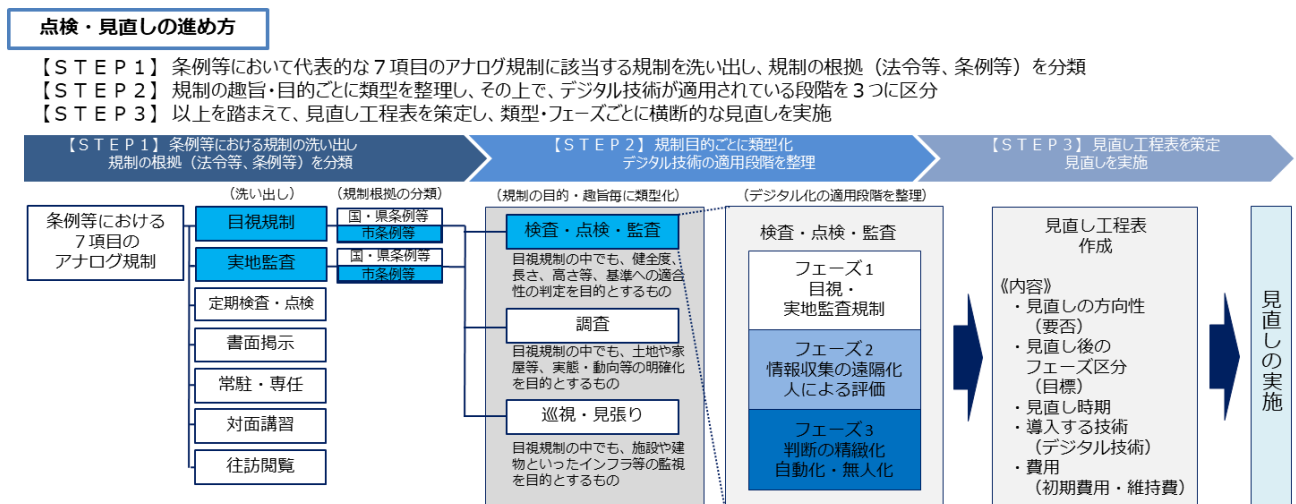 点検・見直しの進め方
【ＳＴＥＰ１】 条例等において代表的な７項目のアナログ規制に該当する規制を洗い出し、規制の根拠（法令等、条例等）を分類
【ＳＴＥＰ２】 規制の趣旨・目的ごとに類型を整理し、その上で、デジタル技術が適用されている段階を３つに区分
【ＳＴＥＰ３】 以上を踏まえて、見直し工程表を策定し、類型・フェーズごとに横断的な見直しを実施
【ＳＴＥＰ１】条例等における規制の洗い出し
規制の根拠（法令等、条例等）を分類
【ＳＴＥＰ２】規制目的ごとに類型化
デジタル技術の適用段階を整理
【ＳＴＥＰ３】見直し工程表を策定
見直しを実施
（洗い出し）
（規制根拠の分類）
（規制の目的・趣旨毎に類型化）
（デジタル化の適用段階を整理）
条例等における
７項目の
アナログ規制
目視規制
実地監査
定期検査・点検
書面掲示
常駐・専任
対面講習
往訪閲覧
国・県条例等
市条例等
国・県条例等
市条例等
検査・点検・監査
目視規制の中でも、健全度、
長さ、高さ等、基準への適合
性の判定を目的とするもの
調査
目視規制の中でも、土地や家
屋等、実態・動向等の明確化
を目的とするもの
巡視・見張り
目視規制の中でも、施設や建
物といったインフラ等の監視
を目的とするもの
検査・点検・監査
フェーズ１
目視・
実地監査規制
フェーズ２
情報収集の遠隔化
人による評価
フェーズ３
判断の精緻化
自動化・無人化
見直し工程表
作成
《内容》
・見直しの方向性
（要否）
・見直し後の
フェーズ区分
（目標）
・見直し時期
・導入する技術
（デジタル技術）
・費用
（初期費用・維持費）
見直しの実施